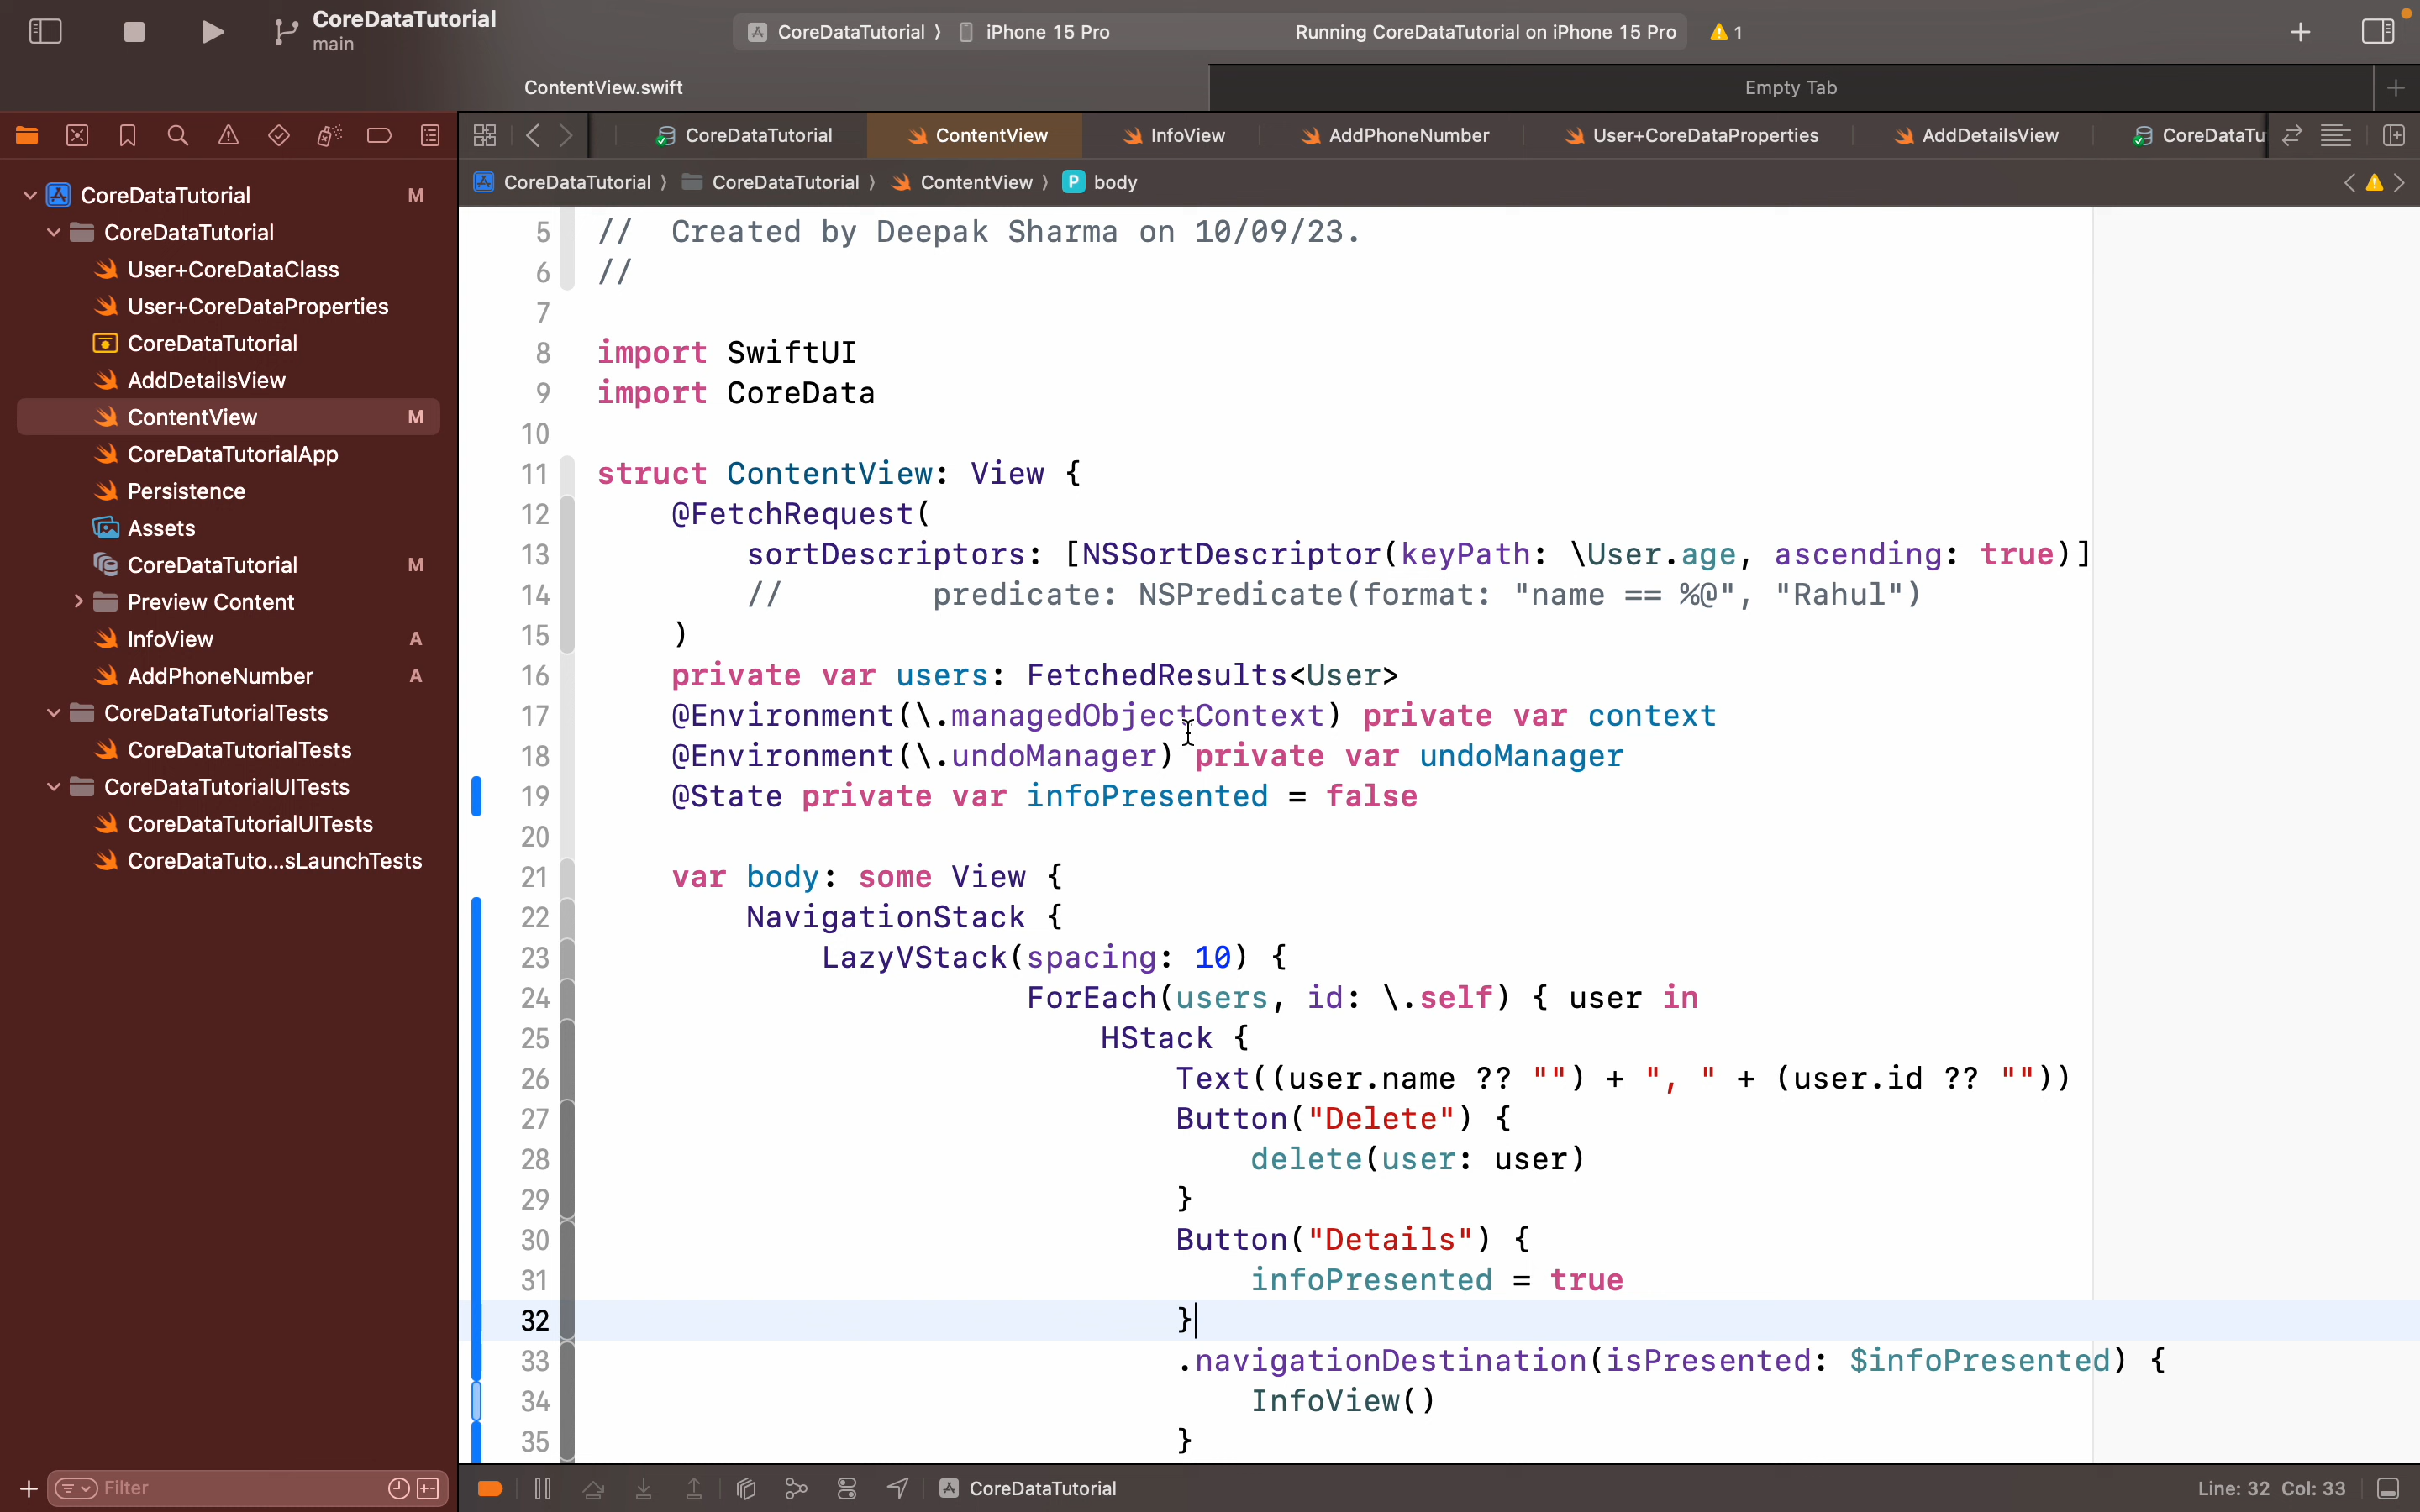 CoreDataTutorial
main
CoreDataTutorial 〉 iPhone 15 Pro
Running CoreDataTutorial on iPhone 15 Pro
1
ContentView.swift
Empty Tab
CoreDataTutorial
ContentView
InfoView
AddPhoneNumber
User+CoreDataProperties
AddDetailsView
CoreDataTu
CoreDataTutorial 〉 CoreDataTutorial 〉 ContentView 〉 P body
CoreDataTutorial M
CoreDataTutorial
User+CoreDataClass
User+CoreDataProperties
CoreDataTutorial
AddDetailsView
ContentView M
CoreDataTutorialApp
Persistence
Assets
CoreDataTutorial M
Preview Content
InfoView A
AddPhoneNumber A
CoreDataTutorialTests
CoreDataTutorialTests
CoreDataTutorialUITests
CoreDataTutorialUITests
CoreDataTuto...sLaunchTests
Filter
5 //  Created by Deepak Sharma on 10/09/23.
6 //
7
8 import SwiftUI
9 import CoreData
10
11 struct ContentView: View {
12     @FetchRequest(
13         sortDescriptors: [NSSortDescriptor(keyPath: \User.age, ascending: true)]
14         //        predicate: NSPredicate(format: "name == %@", "Rahul")
15     )
16     private var users: FetchedResults<User>
17     @Environment(\.managedObjectContext) private var context
18     @Environment(\.undoManager) private var undoManager
19     @State private var infoPresented = false
20
21     var body: some View {
22         NavigationStack {
23             LazyVStack(spacing: 10) {
24                        ForEach(users, id: \.self) { user in
25                            HStack {
26                                Text((user.name ?? "") + ", " + (user.id ?? ""))
27                                Button("Delete") {
28                                    delete(user: user)
29                                }
30                                Button("Details") {
31                                    infoPresented = true
32                                }
33                                .navigationDestination(isPresented: $infoPresented) {
34                                    InfoView()
35                                }
CoreDataTutorial
Line: 32 Col: 33